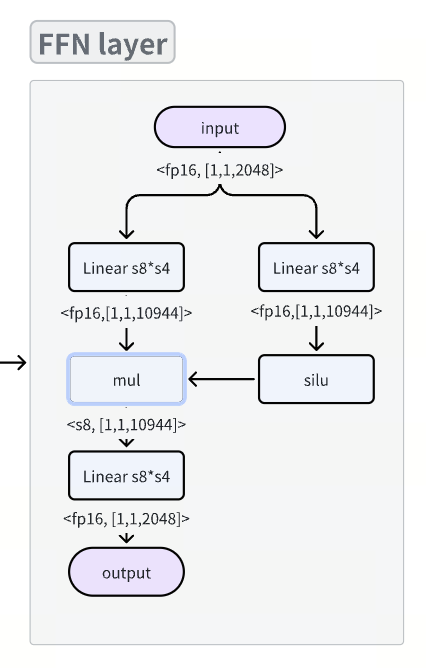 FFN layer
input
<fp16, [1,1,2048]>
Linear s8*s4
Linear s8*s4
<fp16,[1,1,10944]>
<fp16,[1,1,10944]>
mul
silu
<s8, [1,1,10944]>
Linear s8*s4
<fp16, [1,1,2048]>
output